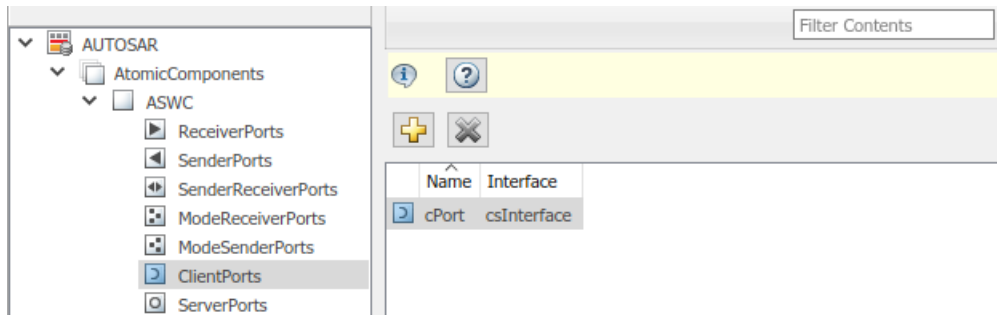 Filter Contents
AUTOSAR
AtomicComponents
ASWC
ReceiverPorts
SenderPorts
SenderReceiverPorts
ModeReceiverPorts
ModeSenderPorts
ClientPorts
ServerPorts
Name Interface
cPort csInterface